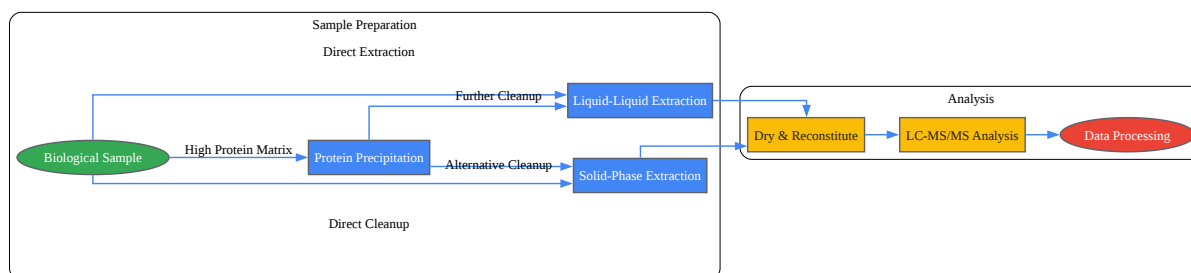 Sample Preparation
Direct Extraction
Further Cleanup
Liquid-Liquid Extraction
Biological Sample
High Protein Matrix
Protein Precipitation
Alternative Cleanup
Solid-Phase Extraction
Direct Cleanup
Analysis
Dry & Reconstitute
LC-MS/MS Analysis
Data Processing